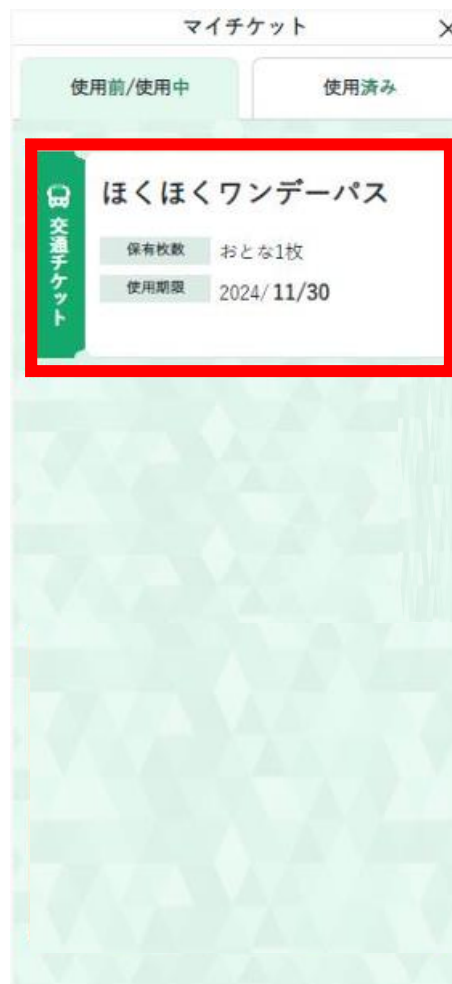 マイチケット ×
使用前/使用中
使用済み
交通チケット
ほくほくワンデーパス
保有枚数 おとな1枚
使用期限 2024/ 11/30